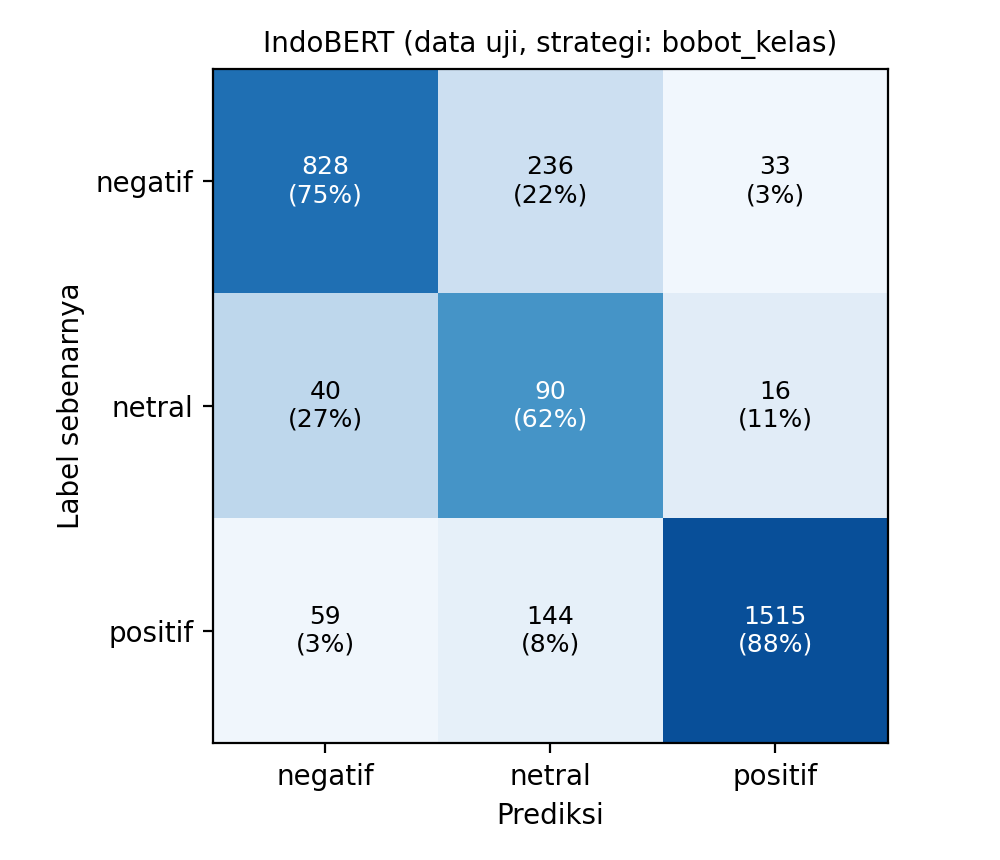 IndoBERT (data uji, strategi: bobot_kelas)
Label sebenarnya
negatif
828
(75%)
236
(22%)
33
(3%)
netral
40
(27%)
90
(62%)
16
(11%)
positif
59
(3%)
144
(8%)
1515
(88%)
negatif
netral
positif
Prediksi